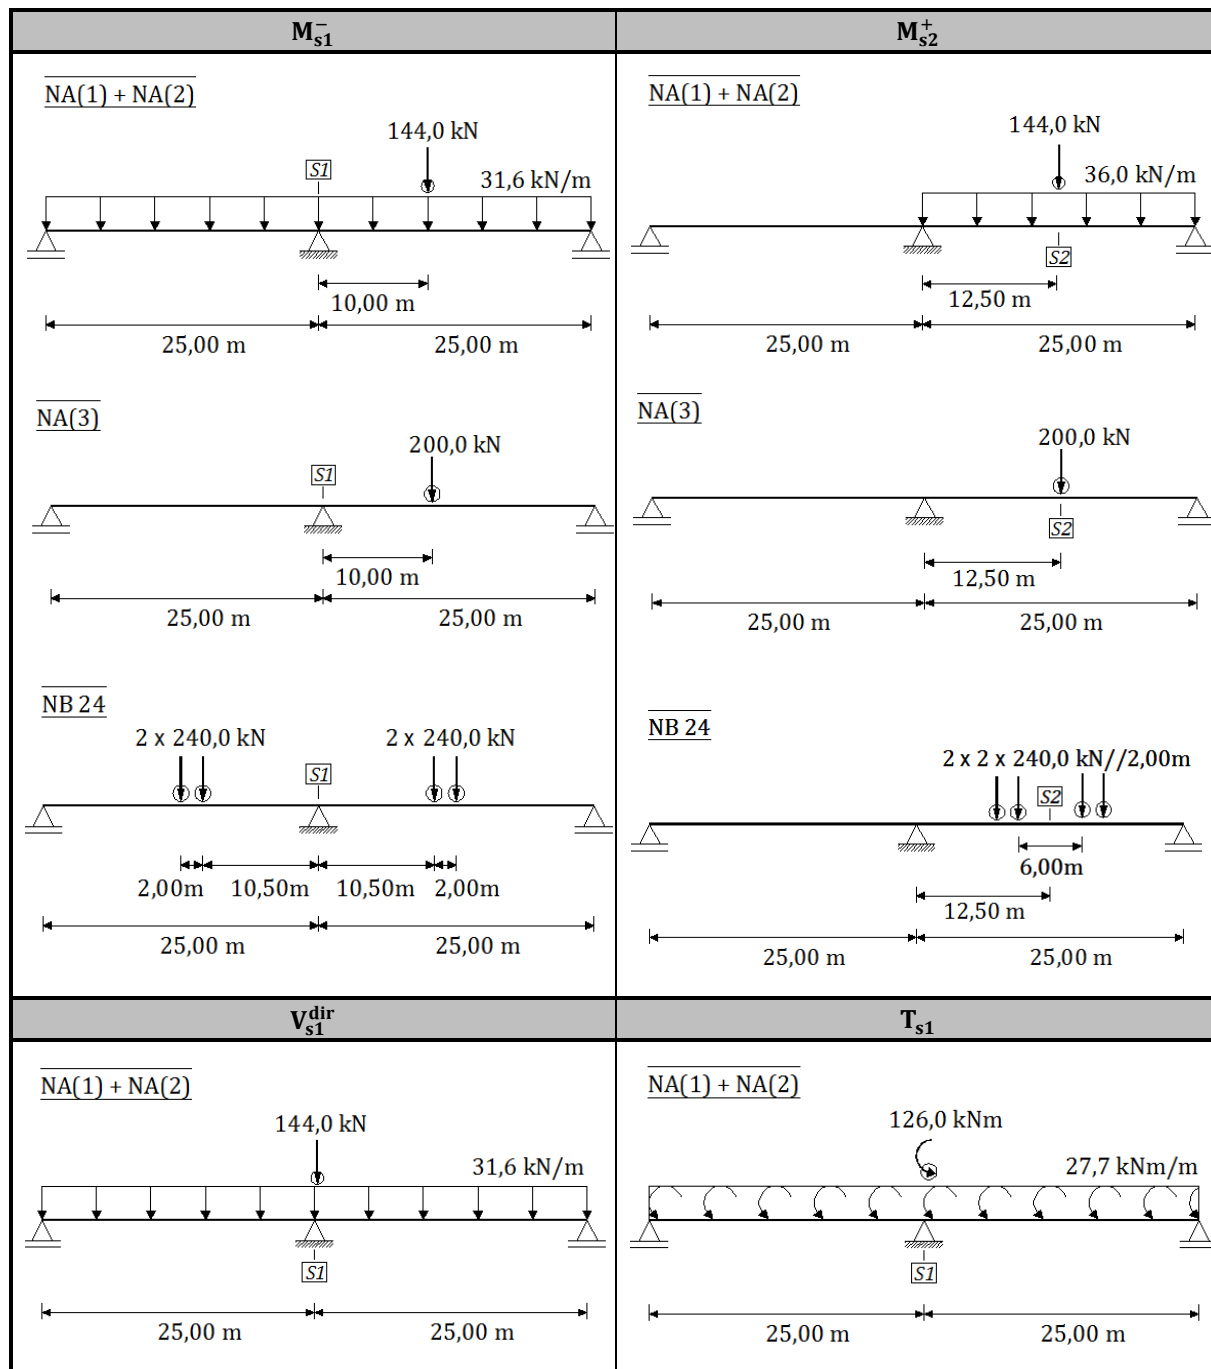 M⁻s1
NA(1) + NA(2)
144,0 kN
S1
31,6 kN/m
10,00 m
25,00 m 25,00 m
NA(3)
200,0 kN
S1
10,00 m
25,00 m 25,00 m
NB 24
2 x 240,0 kN 2 x 240,0 kN
S1
2,00m 10,50m 10,50m 2,00m
25,00 m 25,00 m
M⁺s2
NA(1) + NA(2)
144,0 kN
36,0 kN/m
S2
12,50 m
25,00 m 25,00 m
NA(3)
200,0 kN
S2
12,50 m
25,00 m 25,00 m
NB 24
2 x 2 x 240,0 kN//2,00m
S2
6,00m
12,50 m
25,00 m 25,00 m
V^dir s1
NA(1) + NA(2)
144,0 kN
31,6 kN/m
S1
25,00 m 25,00 m
Ts1
NA(1) + NA(2)
126,0 kNm
27,7 kNm/m
S1
25,00 m 25,00 m